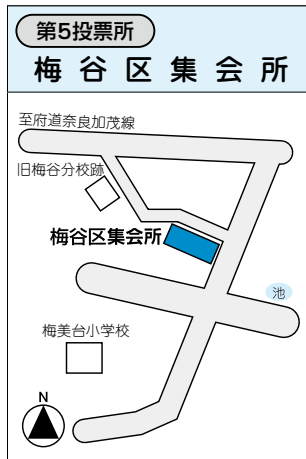 第5投票所
梅谷区集会所
至府道奈良加茂線
旧梅谷分校跡
梅谷区集会所
池
梅美台小学校
N